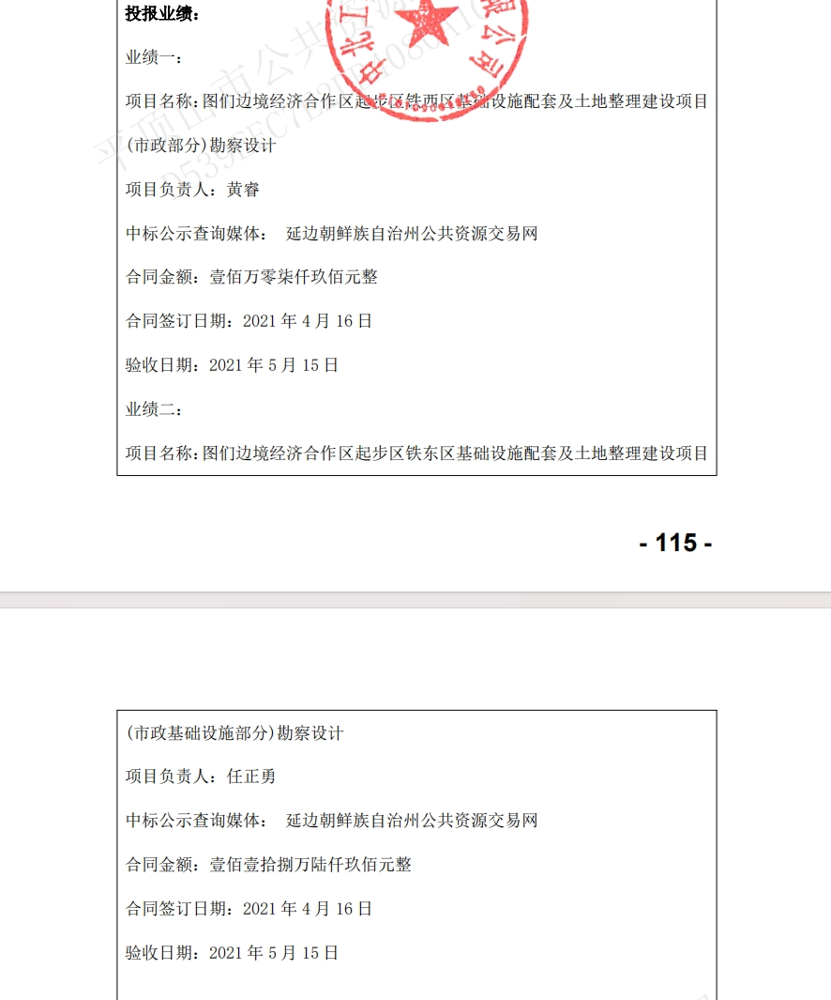 投报业绩:
业绩一:
项目名称:图们边境经济合作区起步区铁西区基础设施配套及土地整理建设项目
(市政部分)勘察设计
项目负责人: 黄睿
中标公示查询媒体: 延边朝鲜族自治州公共资源交易网
合同金额: 壹佰万零柒仟玖佰元整
合同签订日期: 2021 年 4 月 16 日
验收日期: 2021 年 5 月 15 日
业绩二:
项目名称:图们边境经济合作区起步区铁东区基础设施配套及土地整理建设项目
- 115 -
(市政基础设施部分)勘察设计
项目负责人: 任正勇
中标公示查询媒体: 延边朝鲜族自治州公共资源交易网
合同金额: 壹佰壹拾捌万陆仟玖佰元整
合同签订日期: 2021 年 4 月 16 日
验收日期: 2021 年 5 月 15 日